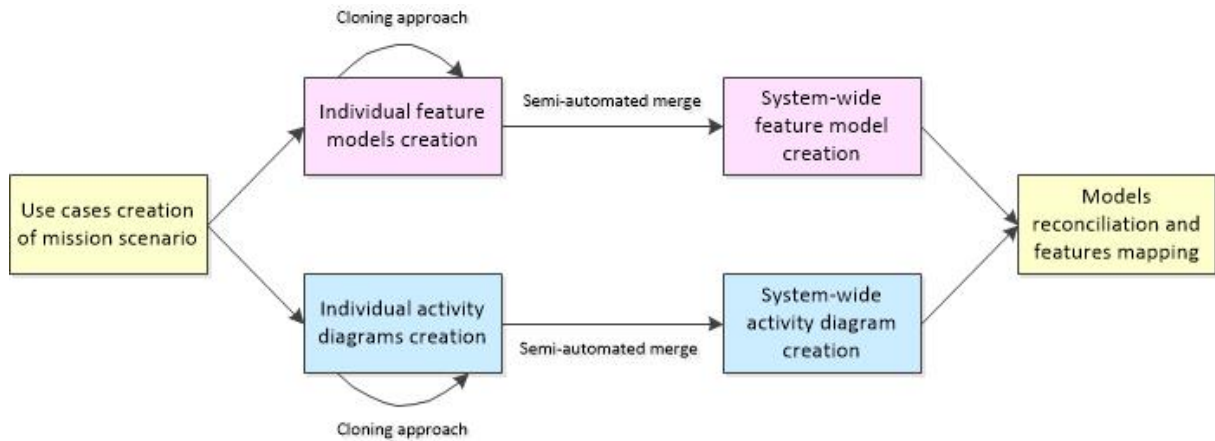 Cloning approach
Individual feature
models creation
Semi-automated merge
System-wide
feature model
creation
Use cases creation
of mission scenario
Models
reconciliation and
features mapping
Individual activity
diagrams creation
Semi-automated merge
System-wide
activity diagram
creation
Cloning approach